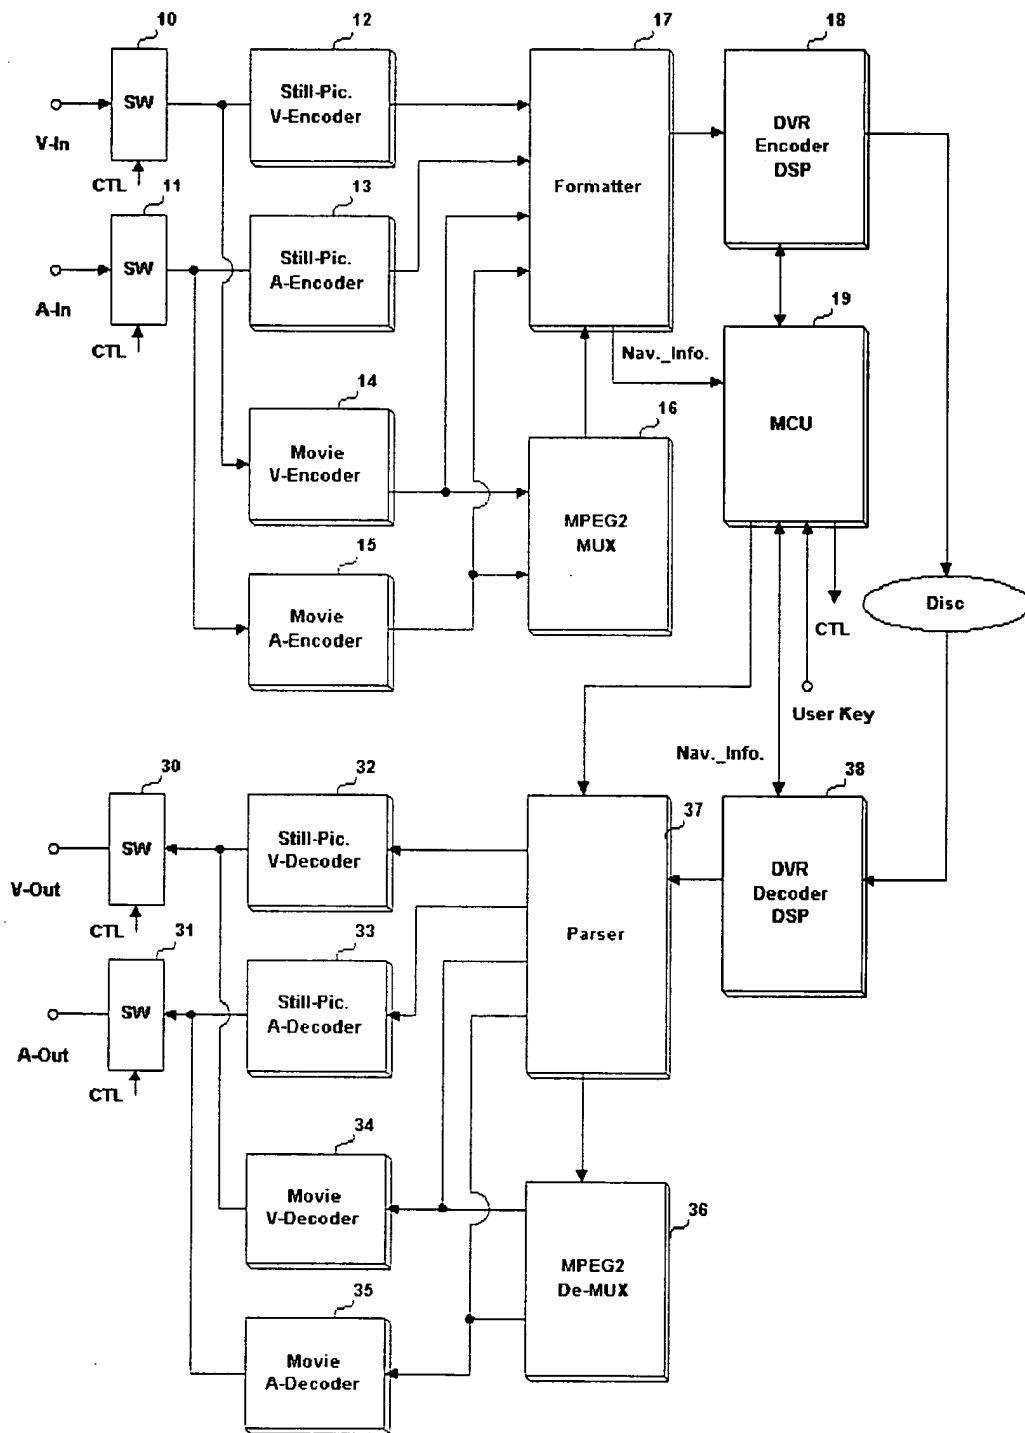 10
12
17
18
SW
Still-Pic.
V-Encoder
DVR
Encoder
DSP
V-In
CTL
11
13
Formatter
SW
Still-Pic.
A-Encoder
A-In
CTL
19
Nav._Info.
14
16
MCU
Movie
V-Encoder
MPEG2
MUX
15
Movie
A-Encoder
Disc
CTL
User Key
Nav._Info.
30
32
37
38
SW
Still-Pic.
V-Decoder
DVR
Decoder
DSP
V-Out
CTL
31
33
Parser
SW
Still-Pic.
A-Decoder
A-Out
CTL
34
36
Movie
V-Decoder
MPEG2
De-MUX
35
Movie
A-Decoder